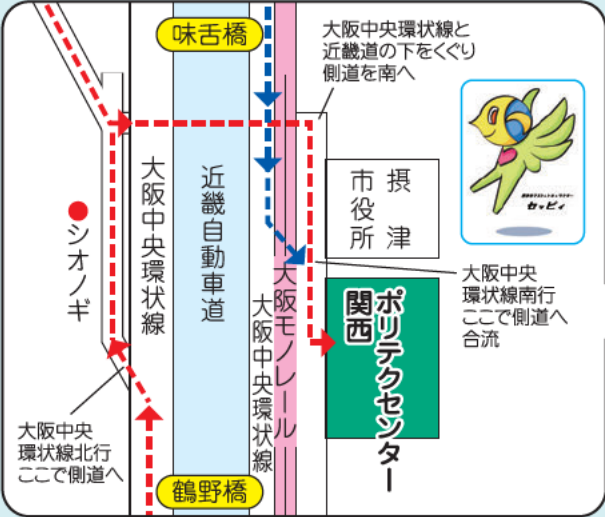 味舌橋
大阪中央環状線と
近畿道の下をくぐり
側道を南へ
大阪中央環状線
近畿自動車道
シオノギ
摂津
市役所
セッピィ
大阪モノレール
大阪中央環状線
大阪中央
環状線南行
ここで側道へ
合流
ポリテクセンター
関西
大阪中央
環状線北行
ここで側道へ
鶴野橋